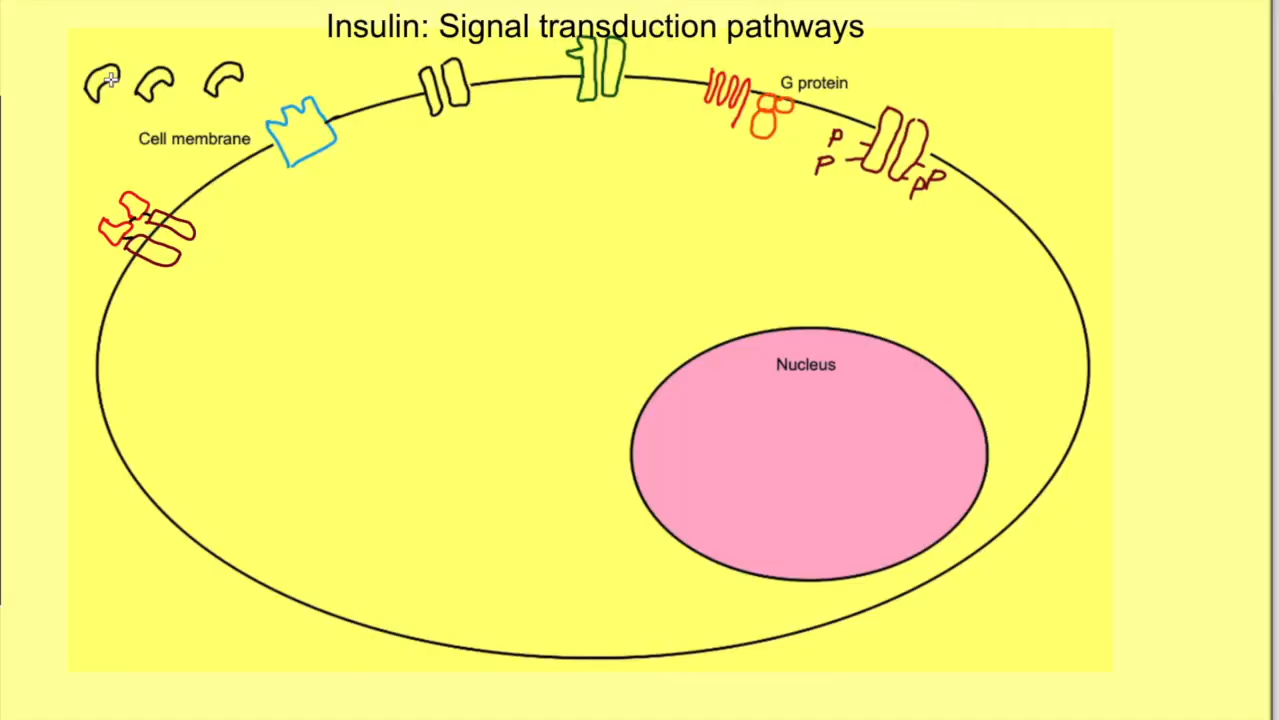 Insulin: Signal transduction pathways
G protein
Cell membrane
P
P
P
P
Nucleus